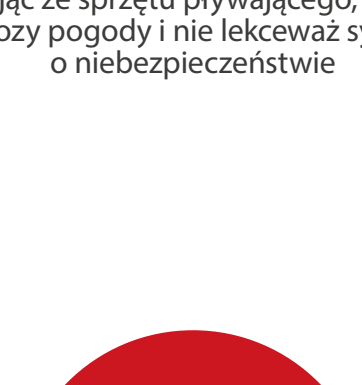 jąc ze sprzętu pływającego,
ozy pogody i nie lekceważ sy
o niebezpieczeństwie